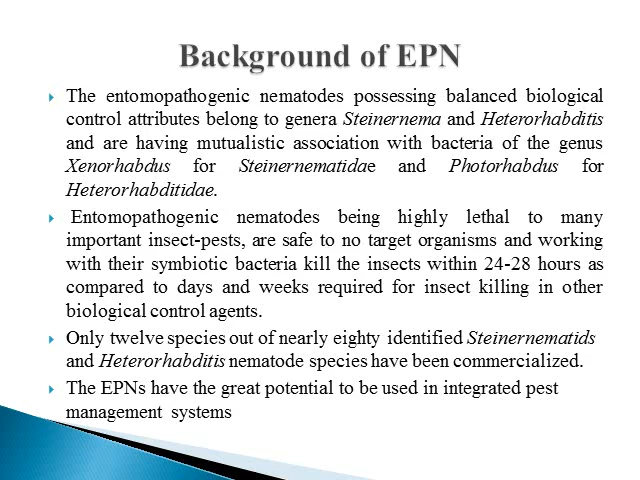 Background of EPN
The entomopathogenic nematodes possessing balanced biological
control attributes belong to genera Steinernema and Heterorhabditis
and are having mutualistic association with bacteria of the genus
Xenorhabdus for Steinernematidae and Photorhabdus for
Heterorhabditidae.
Entomopathogenic nematodes being highly lethal to many
important insect-pests, are safe to no target organisms and working
with their symbiotic bacteria kill the insects within 24-28 hours as
compared to days and weeks required for insect killing in other
biological control agents.
Only twelve species out of nearly eighty identified Steinernematids
and Heterorhabditis nematode species have been commercialized.
The EPNs have the great potential to be used in integrated pest
management systems